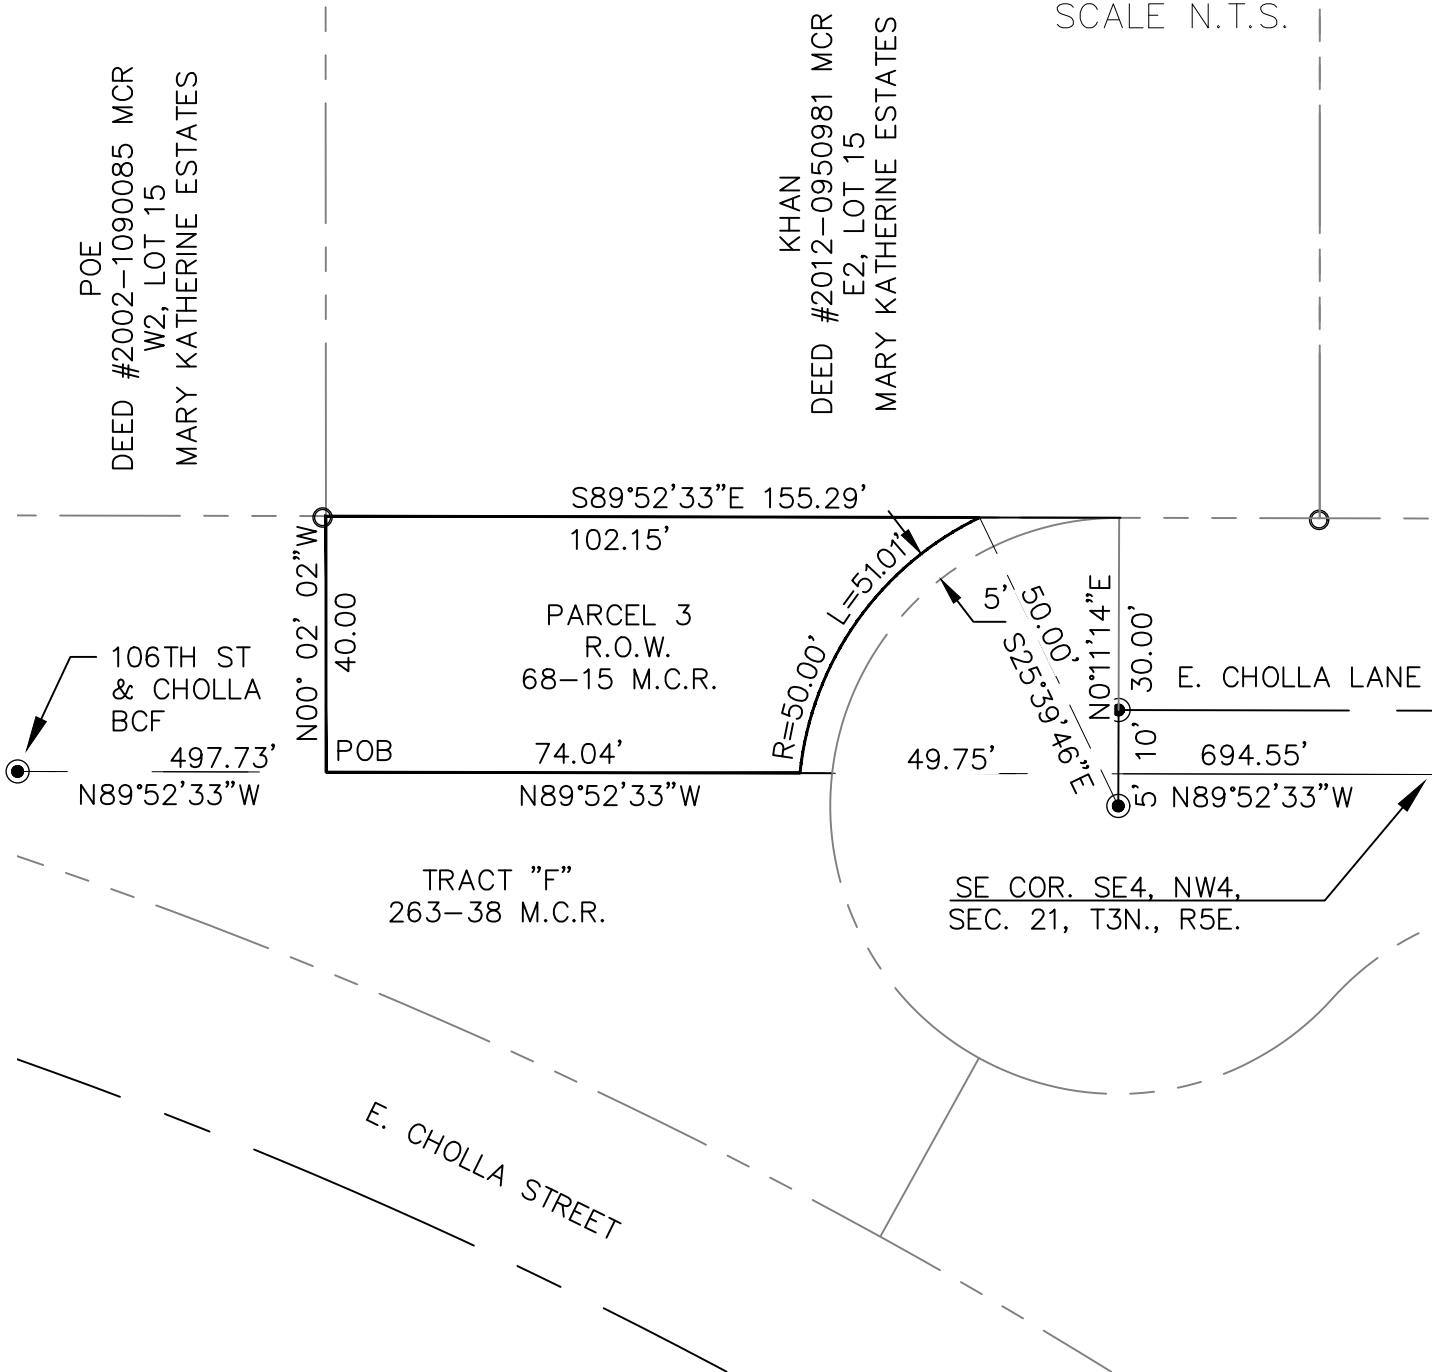 SCALE N.T.S.
POE
DEED #2002-1090085 MCR
W2, LOT 15
MARY KATHERINE ESTATES
KHAN
DEED #2012-0950981 MCR
E2, LOT 15
MARY KATHERINE ESTATES
S89°52'33"E 155.29'
102.15'
N00° 02' 02"W
40.00
PARCEL 3
R.O.W.
68-15 M.C.R.
R=50.00' L=51.01'
5'
50.00'
S25°39'46"E
N0°11'14"E
30.00'
10'
5'
E. CHOLLA LANE
106TH ST
& CHOLLA
BCF
497.73'
N89°52'33"W
POB
74.04'
N89°52'33"W
49.75'
694.55'
N89°52'33"W
SE COR. SE4, NW4,
SEC. 21, T3N., R5E.
TRACT "F"
263-38 M.C.R.
E. CHOLLA STREET